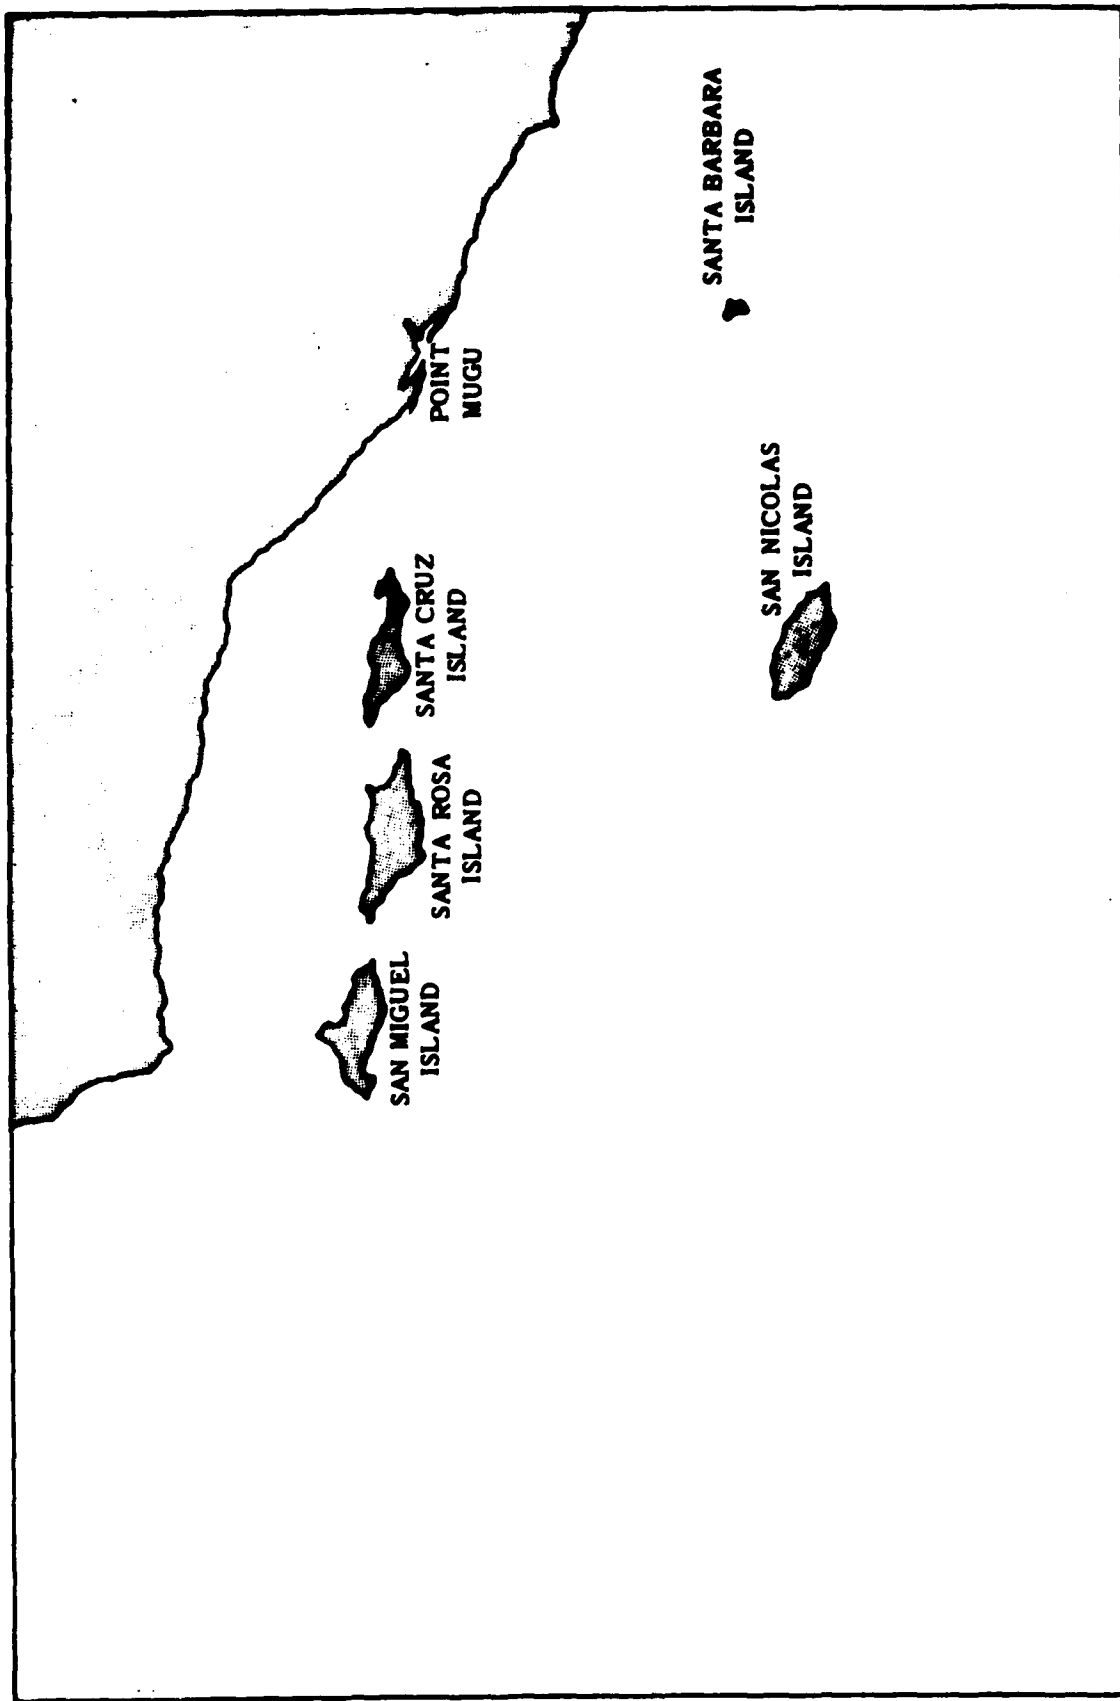 SAN MIGUEL
ISLAND
SANTA ROSA
ISLAND
SANTA CRUZ
ISLAND
POINT
MUGU
SAN NICOLAS
ISLAND
SANTA BARBARA
ISLAND